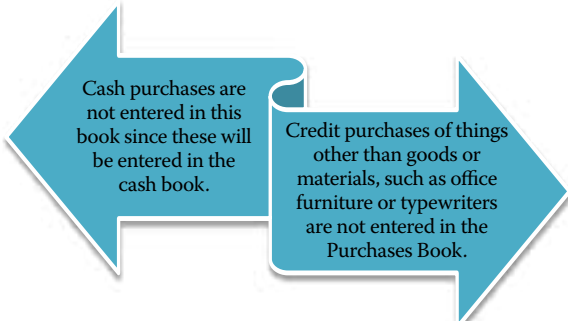 Cash purchases are
not entered in this
book since these will
be entered in the
cash book.
Credit purchases of things
other than goods or
materials, such as office
furniture or typewriters
are not entered in the
Purchases Book.